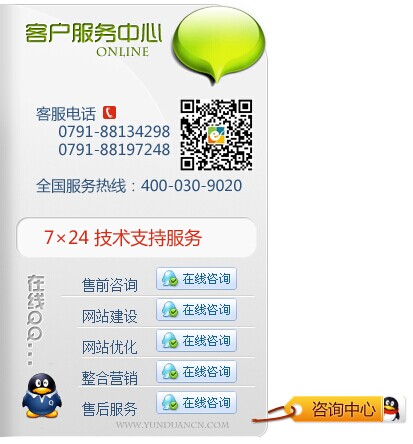 客户服务中心
ONLINE
客服电话
0791-88134298
0791-88197248
全国服务热线：400-030-9020
7×24 技术支持服务
在线QQ...
售前咨询 在线咨询
网站建设 在线咨询
网站优化 在线咨询
整合营销 在线咨询
售后服务 在线咨询
WWW.YUNDUANCN.COM
咨询中心